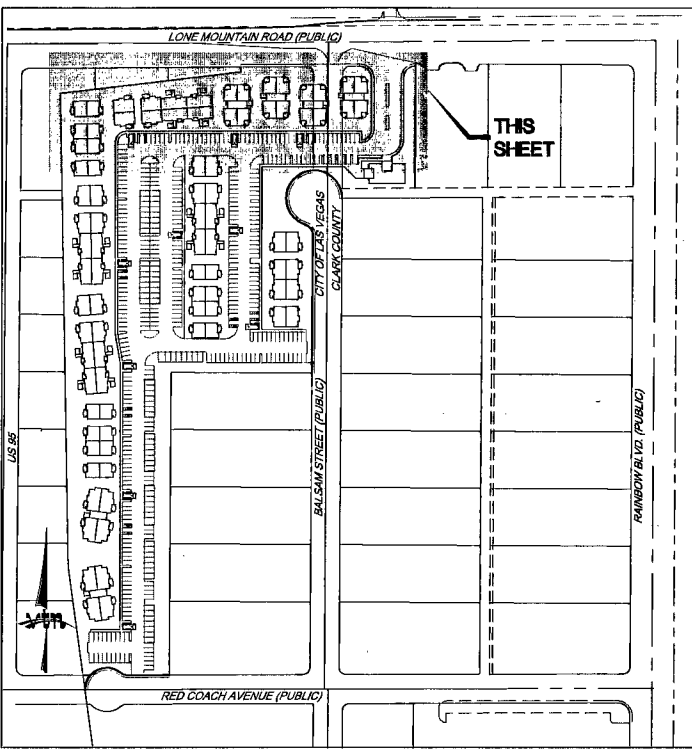 LONE MOUNTAIN ROAD (PUBLIC)
THIS
SHEET
CITY OF LAS VEGAS
CLARK COUNTY
US 95
BALSAM STREET (PUBLIC)
RAINBOW BLVD. (PUBLIC)
RED COACH AVENUE (PUBLIC)